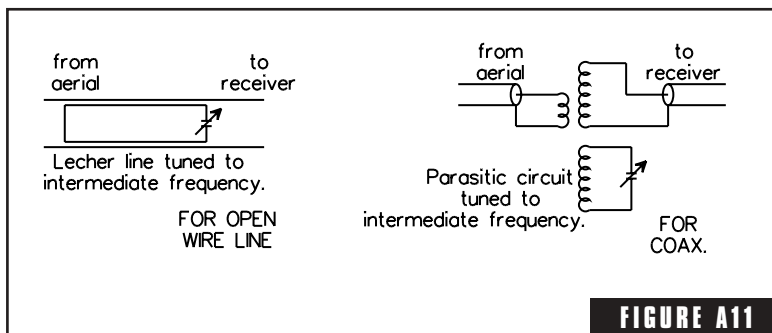 from
aerial
to
receiver
Lecher line tuned to
intermediate frequency.
FOR OPEN
WIRE LINE
from
aerial
to
receiver
Parasitic circuit
tuned to
intermediate frequency.
FOR
COAX.
FIGURE A11